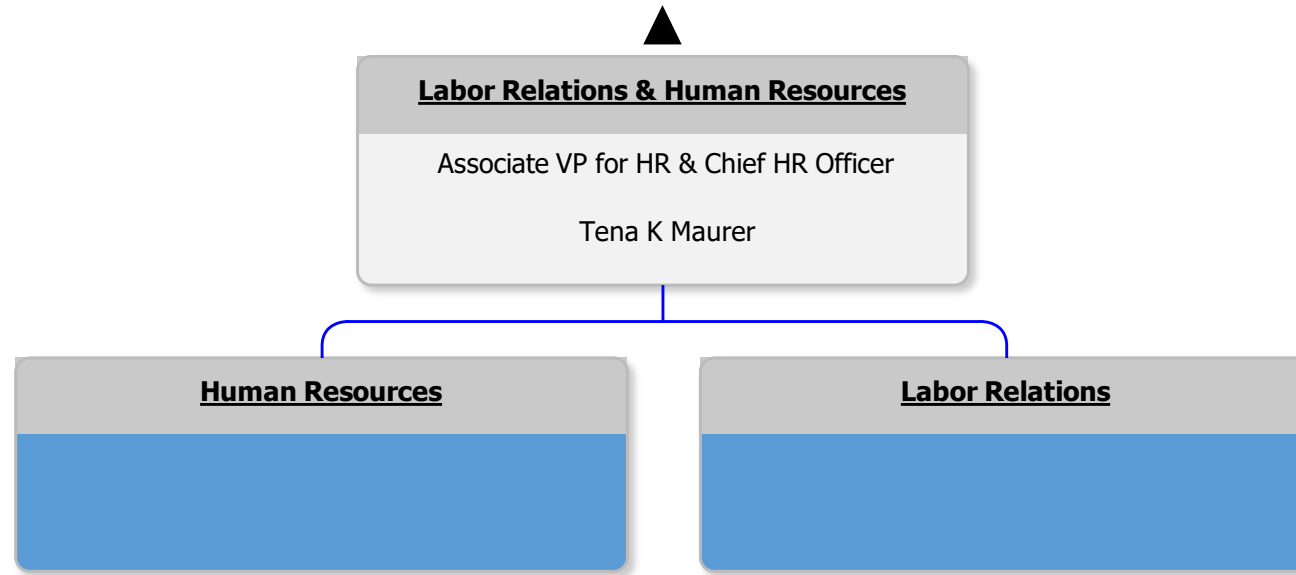 Labor Relations & Human Resources
Associate VP for HR & Chief HR Officer
Tena K Maurer
Human Resources
Labor Relations